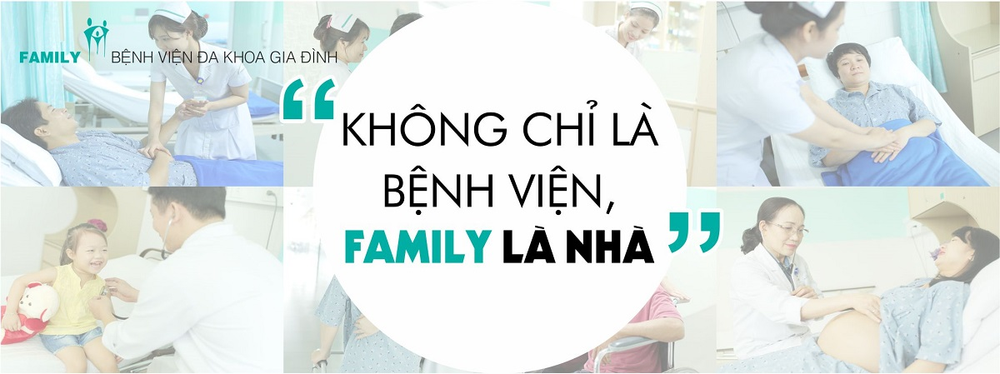 FAMILY BỆNH VIỆN ĐA KHOA GIA ĐÌNH
“KHÔNG CHỈ LÀ
BỆNH VIỆN,
FAMILY LÀ NHÀ”